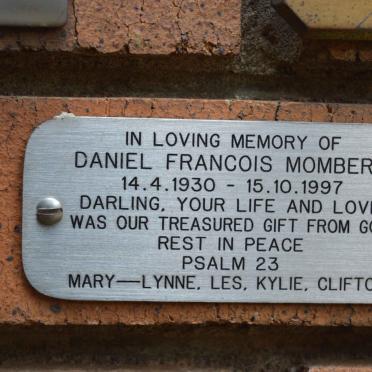 IN LOVING MEMORY OF
DANIEL FRANCOIS MOMBER
14.4.1930 - 15.10.1997
DARLING, YOUR LIFE AND LOV
WAS OUR TREASURED GIFT FROM GO
REST IN PEACE
PSALM 23
MARY—LYNNE, LES, KYLIE, CLIFTO